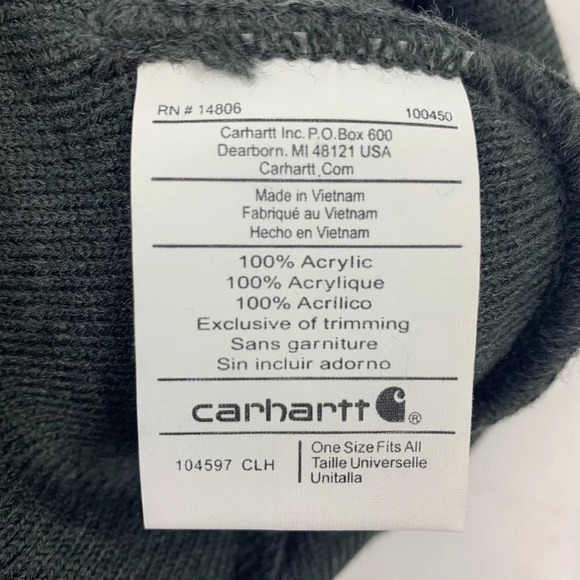 RN # 14806 100450
Carhartt Inc. P.O.Box 600
Dearborn. MI 48121 USA
Carhartt.Com
Made in Vietnam
Fabriqué au Vietnam
Hecho en Vietnam
100% Acrylic
100% Acrylique
100% Acrílico
Exclusive of trimming
Sans garniture
Sin incluir adorno
carhartt ®
104597 CLH
One Size Fits All
Taille Universelle
Unitalla